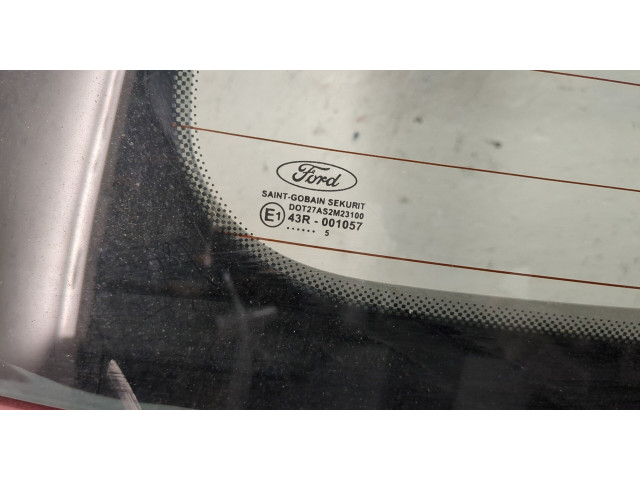 Ford
SAINT-GOBAIN SEKURIT
DOT27AS2M23100
E1 43R - 001057
...... 5